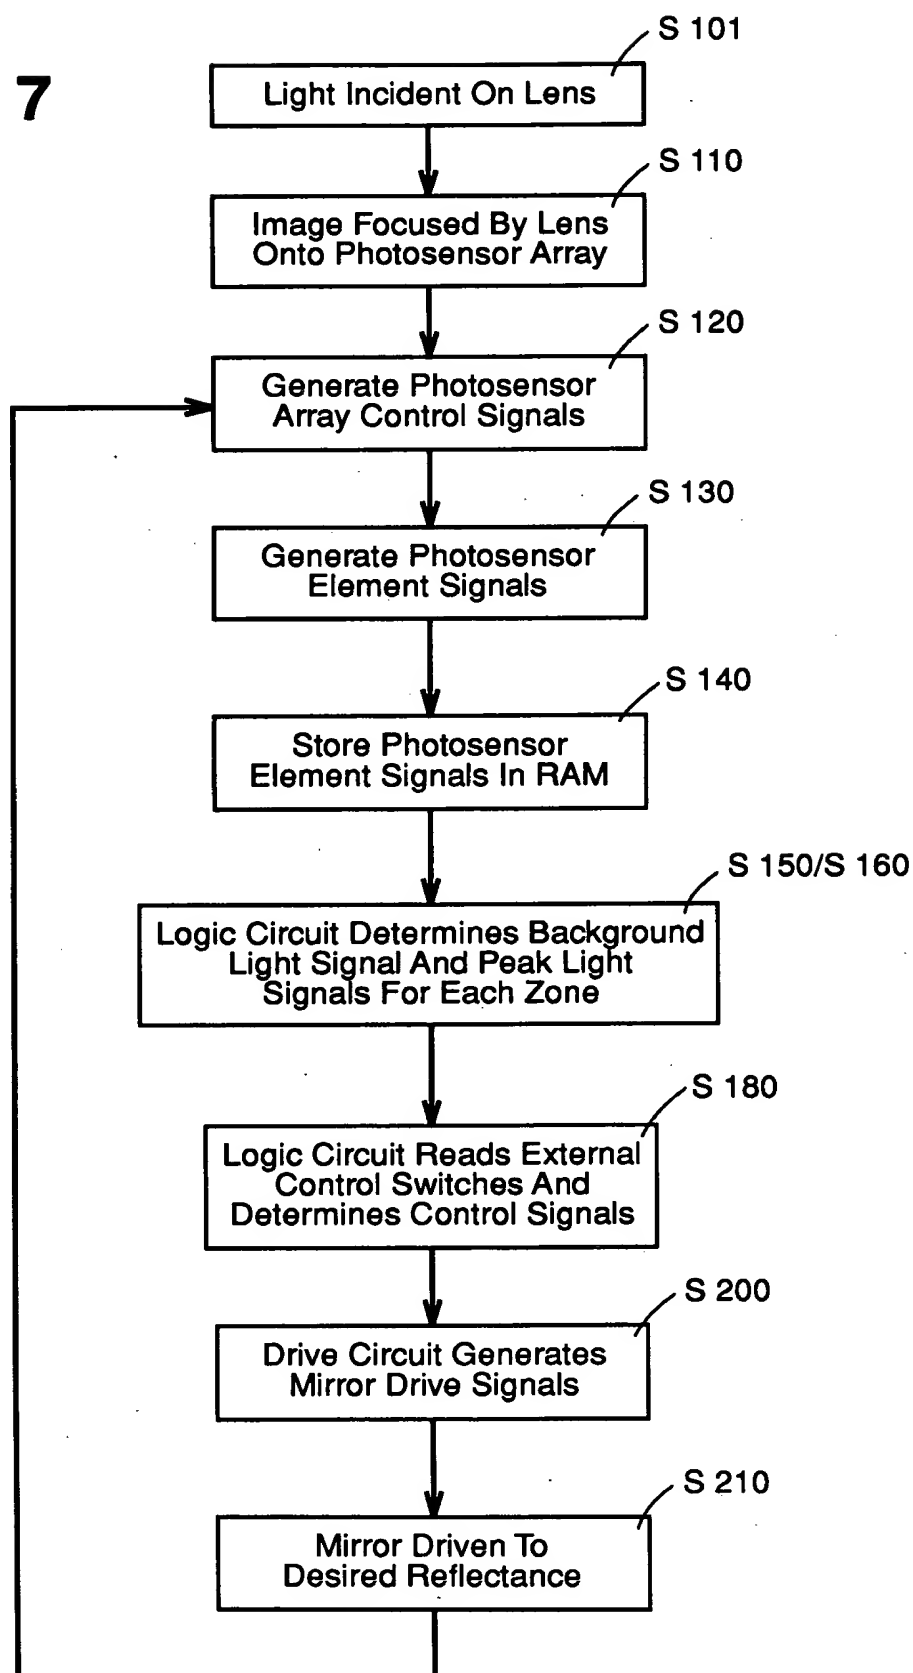 7
S 101
Light Incident On Lens
S 110
Image Focused By Lens
Onto Photosensor Array
S 120
Generate Photosensor
Array Control Signals
S 130
Generate Photosensor
Element Signals
S 140
Store Photosensor
Element Signals In RAM
S 150/S 160
Logic Circuit Determines Background
Light Signal And Peak Light
Signals For Each Zone
S 180
Logic Circuit Reads External
Control Switches And
Determines Control Signals
S 200
Drive Circuit Generates
Mirror Drive Signals
S 210
Mirror Driven To
Desired Reflectance